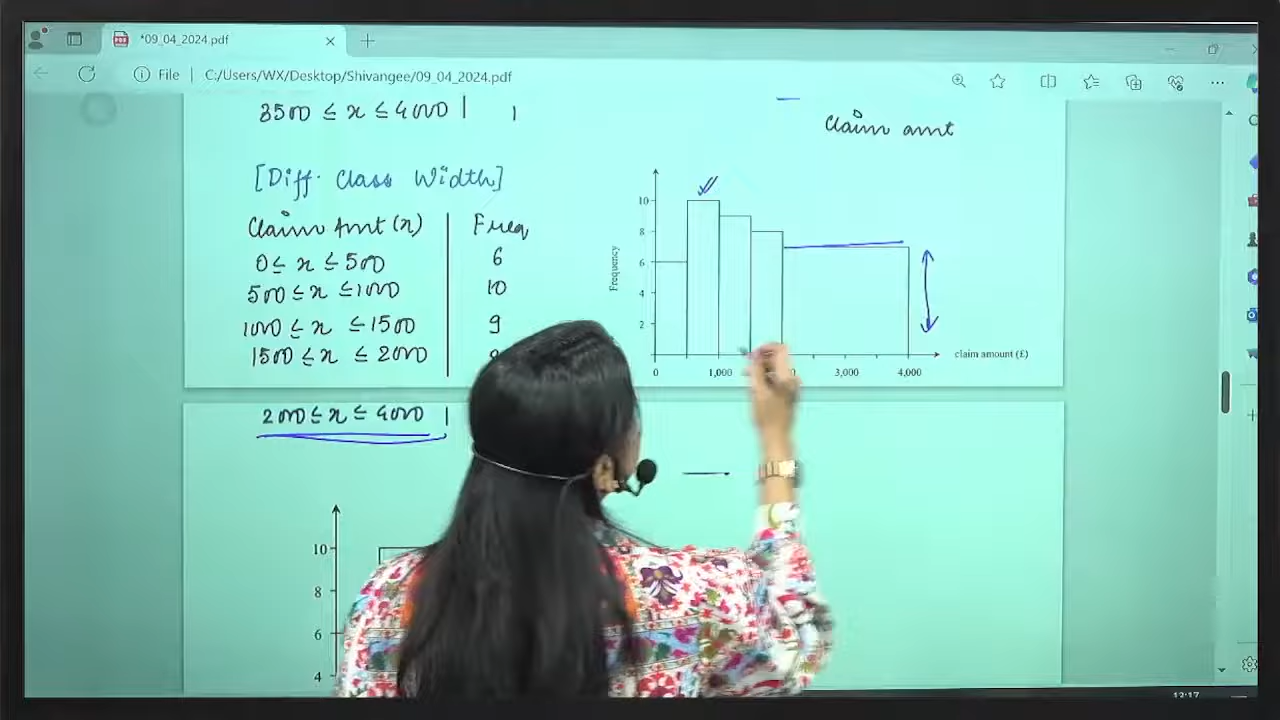 *09_04_2024.pdf
File | C:/Users/WX/Desktop/Shivangee/09_04_2024.pdf
3500 ≤ x ≤ 4000 | 1
Claim amt
[Diff. Class Width]
Claim Amt (x) | Freq
0 ≤ x ≤ 500 6
500 ≤ x ≤ 1000 10
1000 ≤ x ≤ 1500 9
1500 ≤ x ≤ 2000
2000 ≤ x ≤ 4000
10
8
6
4
2
Frequency
0 1,000 3,000 4,000
claim amount (£)
10
8
6
4
13:17